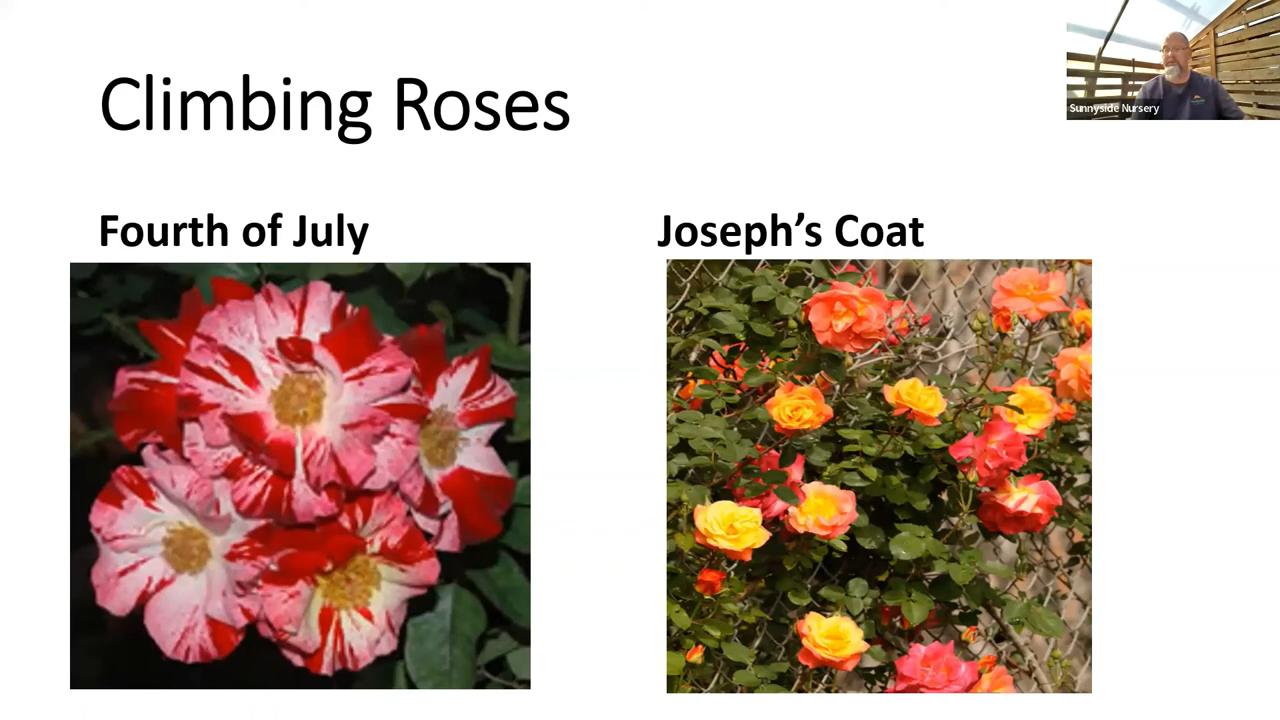 Climbing Roses
Sunnyside Nursery
Fourth of July
Joseph’s Coat